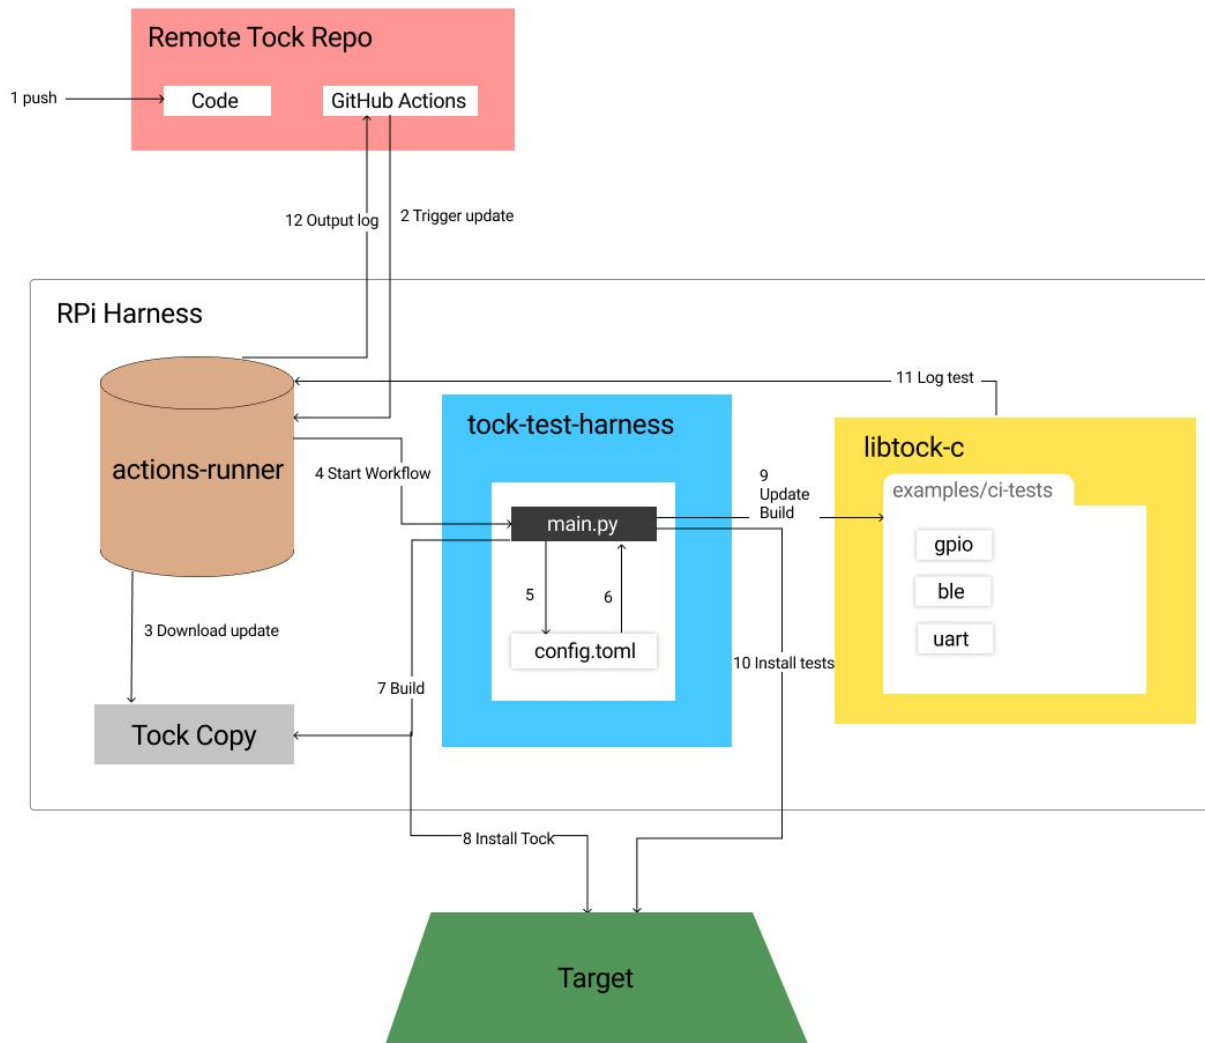 Remote Tock Repo
1 push
Code
GitHub Actions
12 Output log
2 Trigger update
RPi Harness
11 Log test
actions-runner
tock-test-harness
libtock-c
4 Start Workflow
9
Update
Build
examples/ci-tests
main.py
gpio
5
6
ble
3 Download update
config.toml
uart
10 Install tests
7 Build
Tock Copy
8 Install Tock
Target